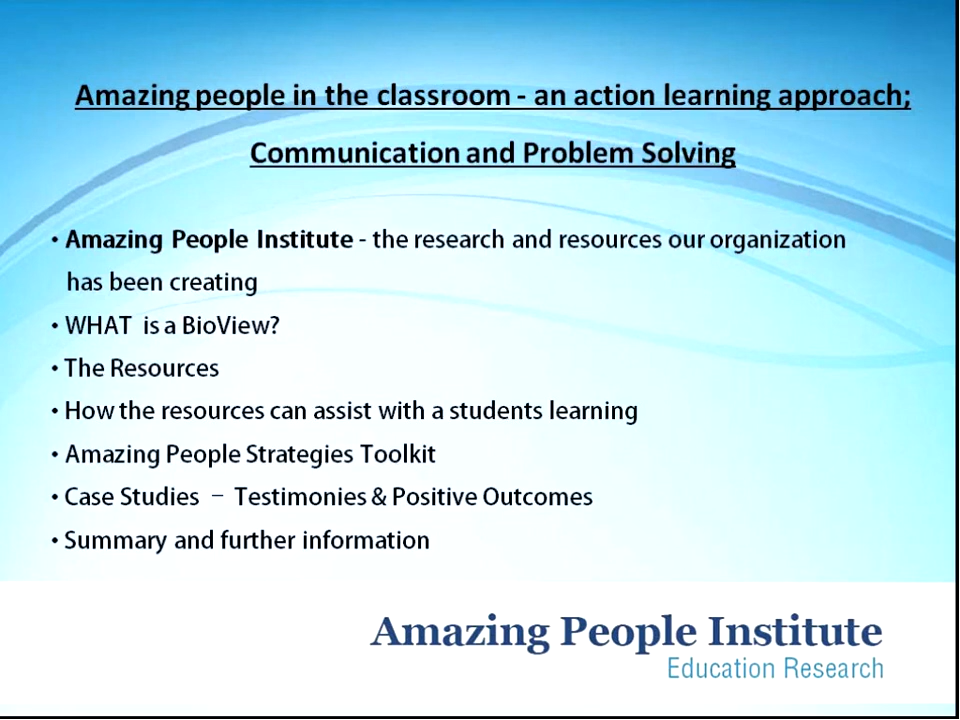 Amazing people in the classroom - an action learning approach;
Communication and Problem Solving
• Amazing People Institute - the research and resources our organization
has been creating
• WHAT is a BioView?
• The Resources
• How the resources can assist with a students learning
• Amazing People Strategies Toolkit
• Case Studies – Testimonies & Positive Outcomes
• Summary and further information
Amazing People Institute
Education Research